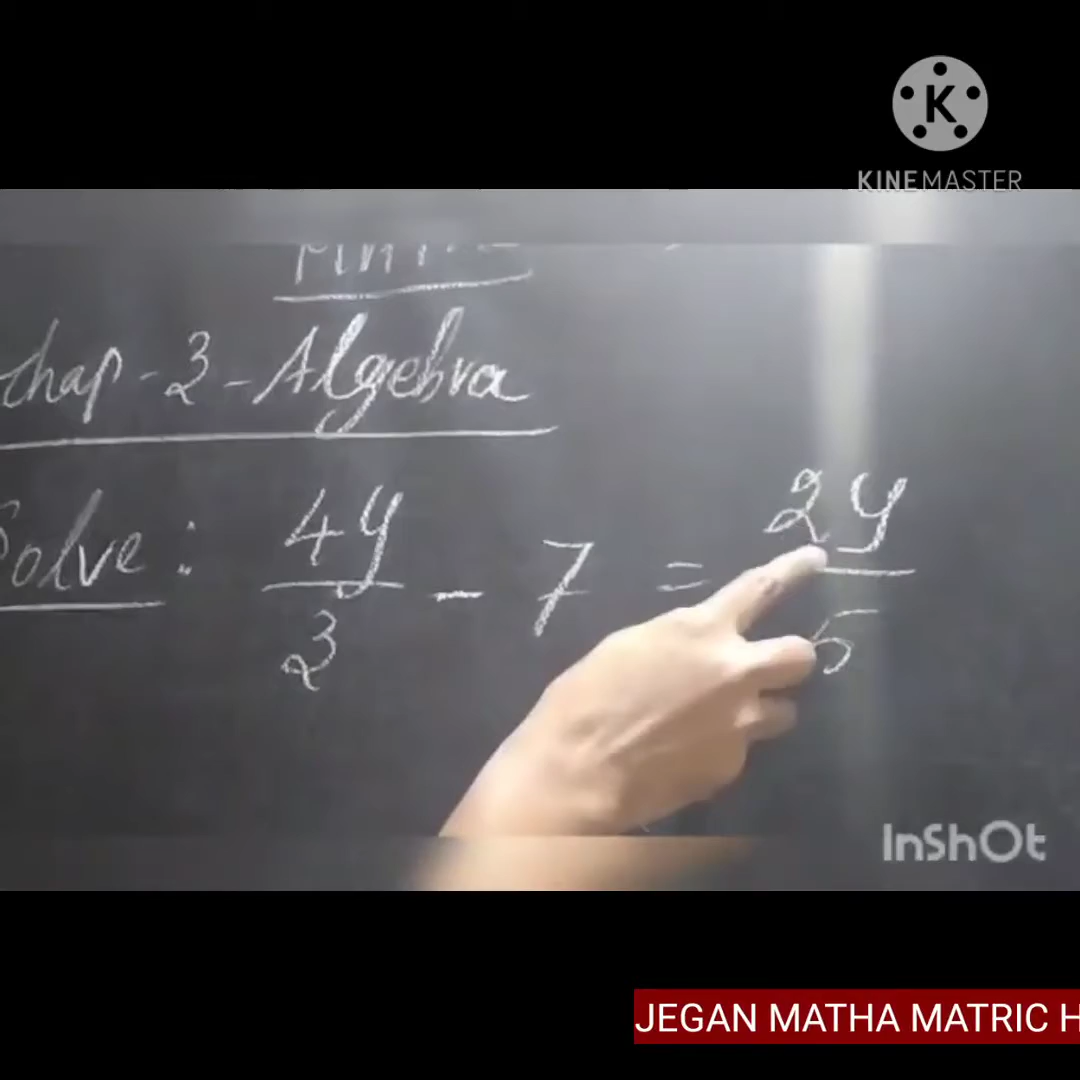 K
KINEMASTER
Chap-3-Algebra
Solve: 4y/3 - 7 = 2y/5
InShOt
JEGAN MATHA MATRIC H